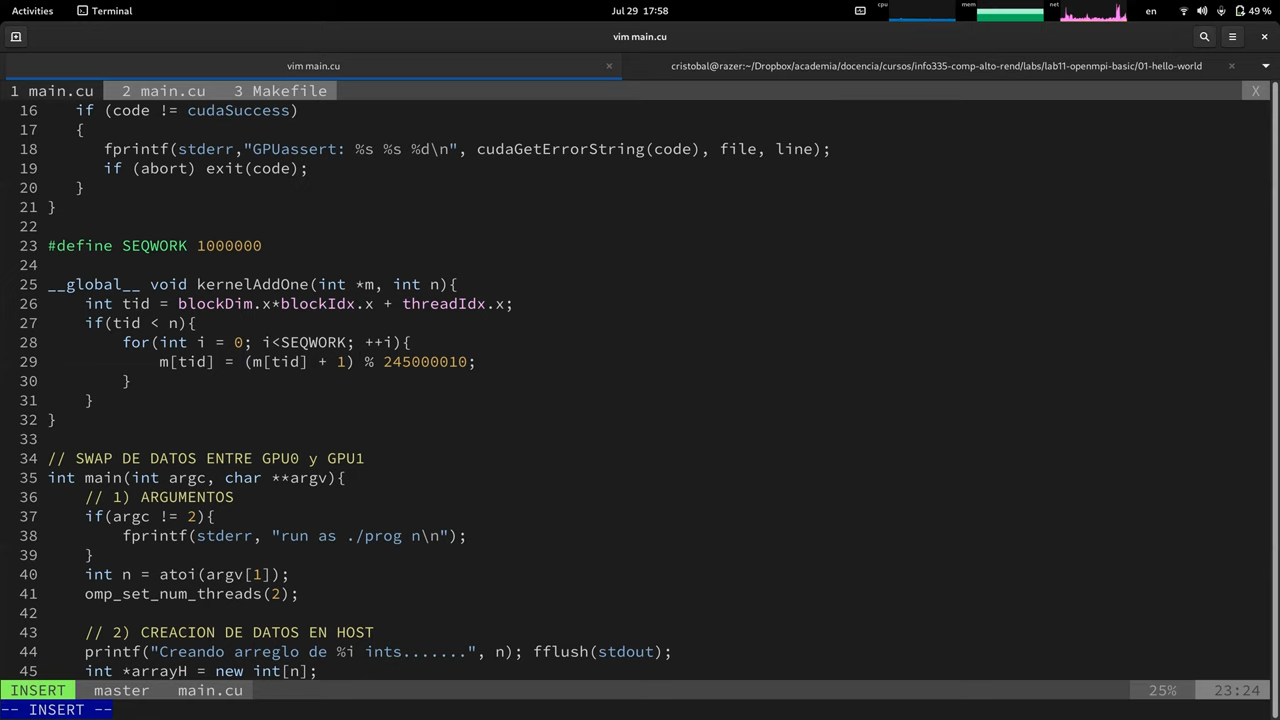 Activities Terminal Jul 29 17:58 cpu mem net en 49 %
vim main.cu
vim main.cu × cristobal@razer:~/Dropbox/academia/docencia/cursos/info335-comp-alto-rend/labs/lab11-openmpi-basic/01-hello-world ×
1 main.cu 2 main.cu 3 Makefile X
16 if (code != cudaSuccess)
17 {
18 fprintf(stderr,"GPUassert: %s %s %d\n", cudaGetErrorString(code), file, line);
19 if (abort) exit(code);
20 }
21 }
22
23 #define SEQWORK 1000000
24
25 __global__ void kernelAddOne(int *m, int n){
26 int tid = blockDim.x*blockIdx.x + threadIdx.x;
27 if(tid < n){
28 for(int i = 0; i<SEQWORK; ++i){
29 m[tid] = (m[tid] + 1) % 245000010;
30 }
31 }
32 }
33
34 // SWAP DE DATOS ENTRE GPU0 y GPU1
35 int main(int argc, char **argv){
36 // 1) ARGUMENTOS
37 if(argc != 2){
38 fprintf(stderr, "run as ./prog n\n");
39 }
40 int n = atoi(argv[1]);
41 omp_set_num_threads(2);
42
43 // 2) CREACION DE DATOS EN HOST
44 printf("Creando arreglo de %i ints.......", n); fflush(stdout);
45 int *arrayH = new int[n];
INSERT master main.cu 25% 23:24
-- INSERT --